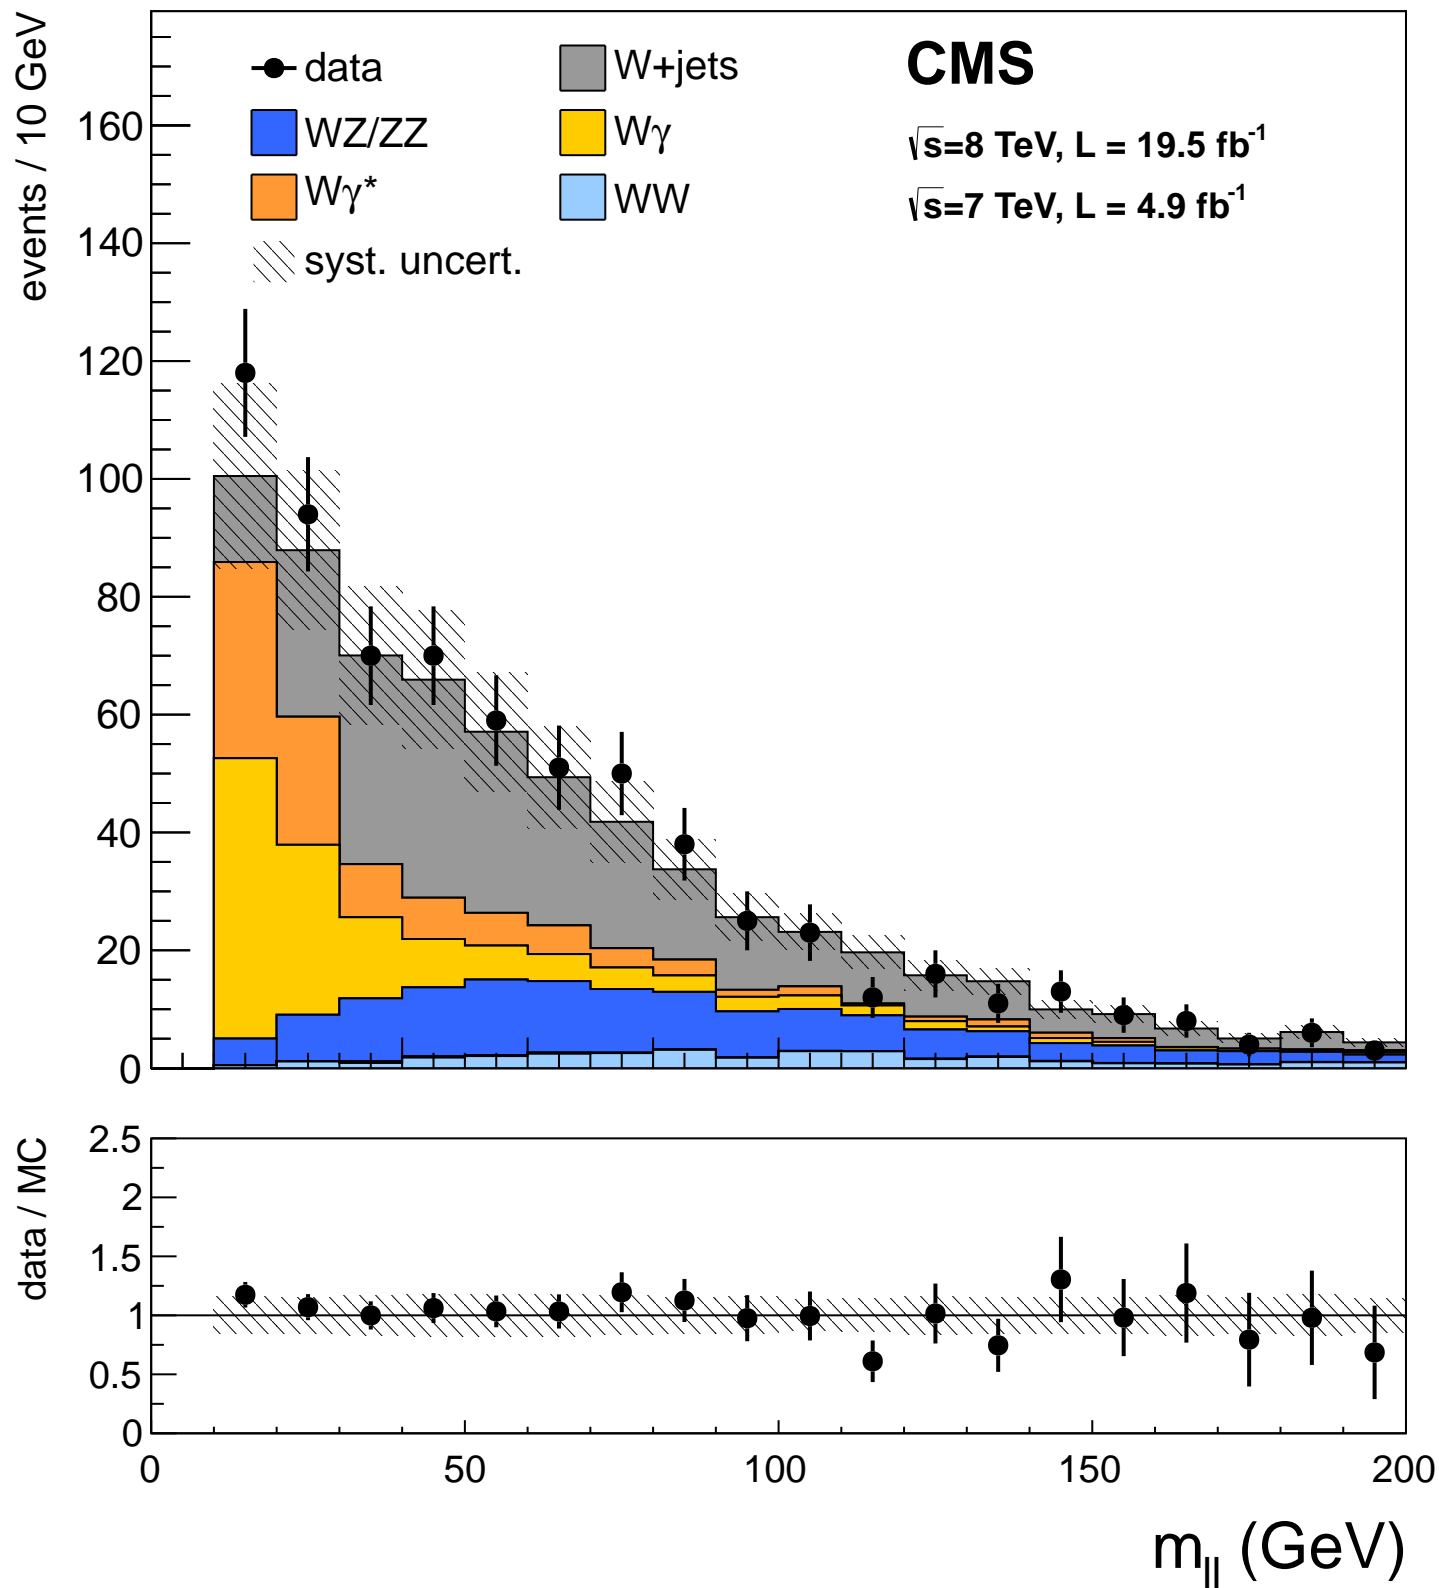 events / 10 GeV
data
W+jets
CMS
WZ/ZZ
Wγ
√s=8 TeV, L = 19.5 fb-1
Wγ*
WW
√s=7 TeV, L = 4.9 fb-1
syst. uncert.
160
140
120
100
80
60
40
20
0
data / MC
2.5
2
1.5
1
0.5
0
0 50 100 150 200
mll (GeV)